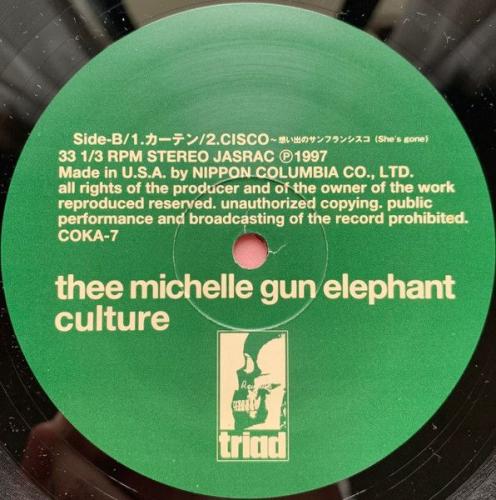 Side-B/1.カーテン/2.CISCO～想い出のサンフランシスコ (She's gone)
33 1/3 RPM STEREO JASRAC Ⓟ1997
Made in U.S.A. by NIPPON COLUMBIA CO., LTD.
all rights of the producer and of the owner of the work
reproduced reserved. unauthorized copying. public
performance and broadcasting of the record prohibited.
COKA-7
thee michelle gun elephant
culture
triad